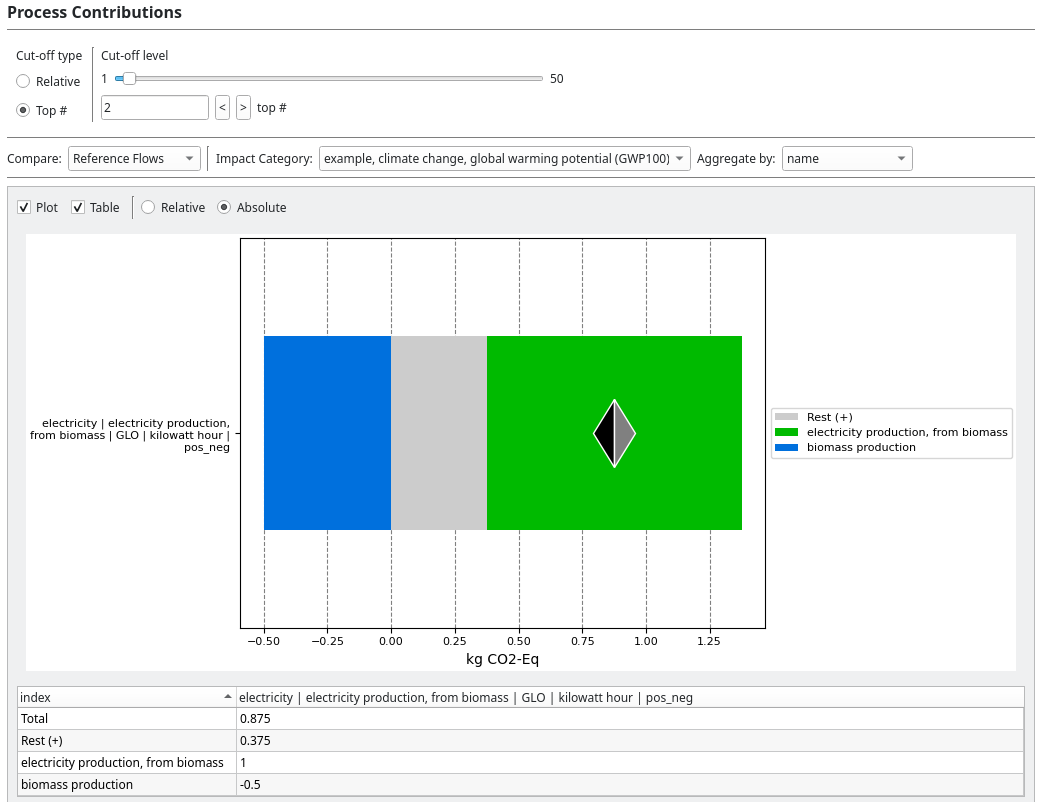 Process Contributions
Cut-off type
Cut-off level
Relative
1
50
Top #
2
<
>
top #
Compare:
Reference Flows
Impact Category:
example, climate change, global warming potential (GWP100)
Aggregate by:
name
Plot
Table
Relative
Absolute
electricity | electricity production,
from biomass | GLO | kilowatt hour |
pos_neg
Rest (+)
electricity production, from biomass
biomass production
−0.50
−0.25
0.00
0.25
0.50
0.75
1.00
1.25
kg CO2-Eq
index
electricity | electricity production, from biomass | GLO | kilowatt hour | pos_neg
Total
0.875
Rest (+)
0.375
electricity production, from biomass
1
biomass production
-0.5